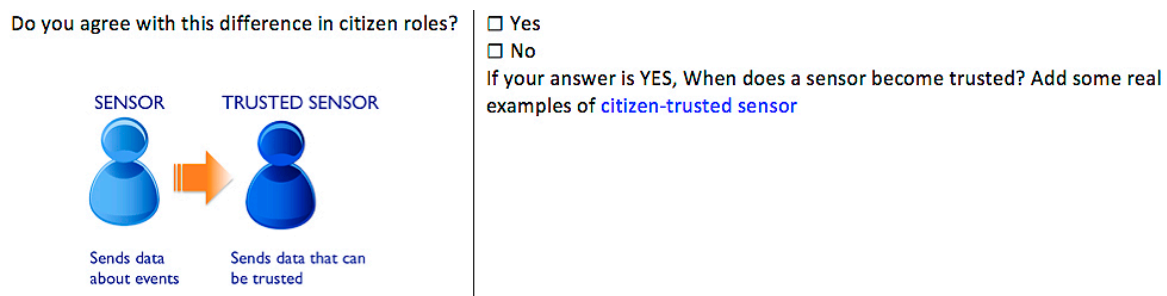 Do you agree with this difference in citizen roles?
SENSOR
TRUSTED SENSOR
Sends data
about events
Sends data that can
be trusted
☐ Yes
☐ No
If your answer is YES, When does a sensor become trusted? Add some real
examples of citizen-trusted sensor